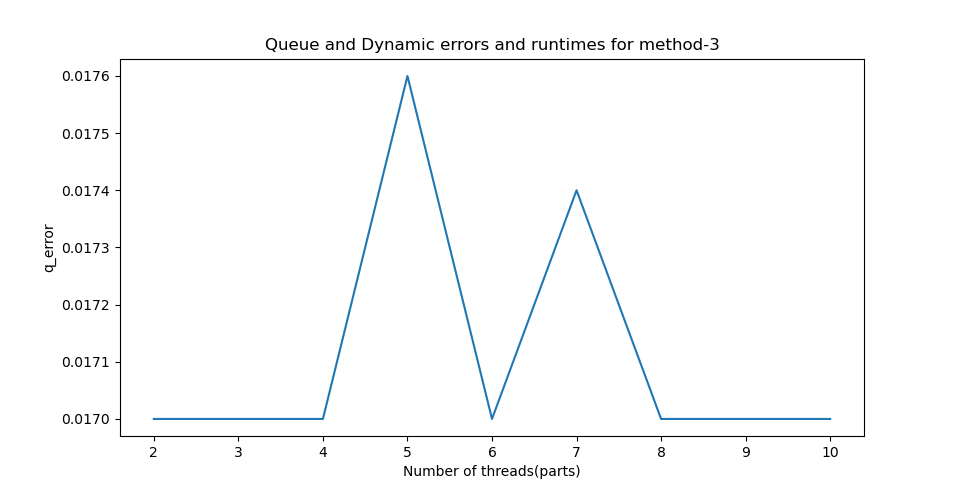 Queue and Dynamic errors and runtimes for method-3
0.0176
0.0175
0.0174
0.0173
0.0172
0.0171
0.0170
q_error
2 3 4 5 6 7 8 9 10
Number of threads(parts)